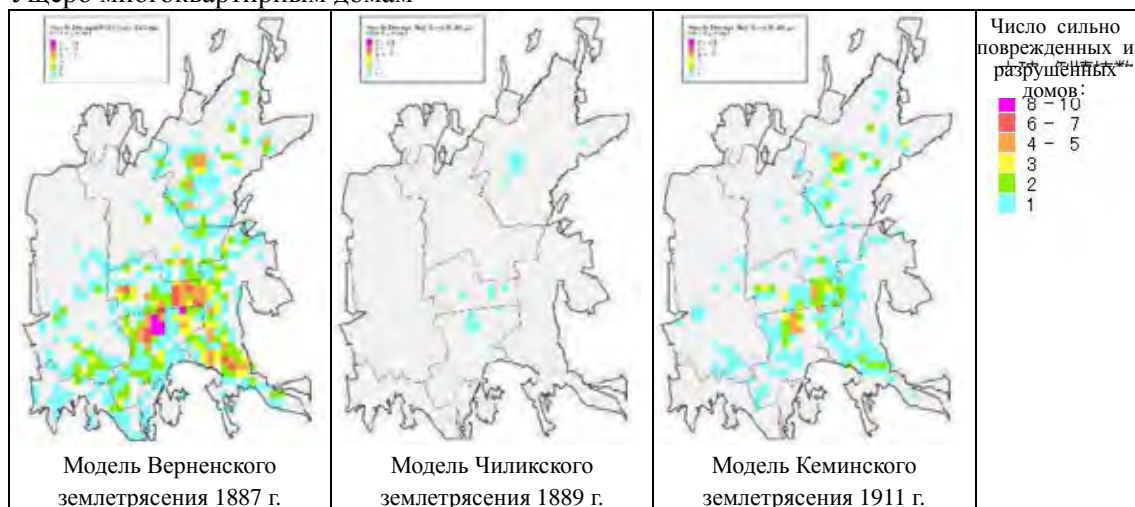 Ущерб многоквартирным домам
Число сильно
поврежденных и
разрушенных
домов:
8 - 10
6 - 7
4 - 5
3
2
1
Модель Верненского
землетрясения 1887 г.
Модель Чиликского
землетрясения 1889 г.
Модель Кеминского
землетрясения 1911 г.